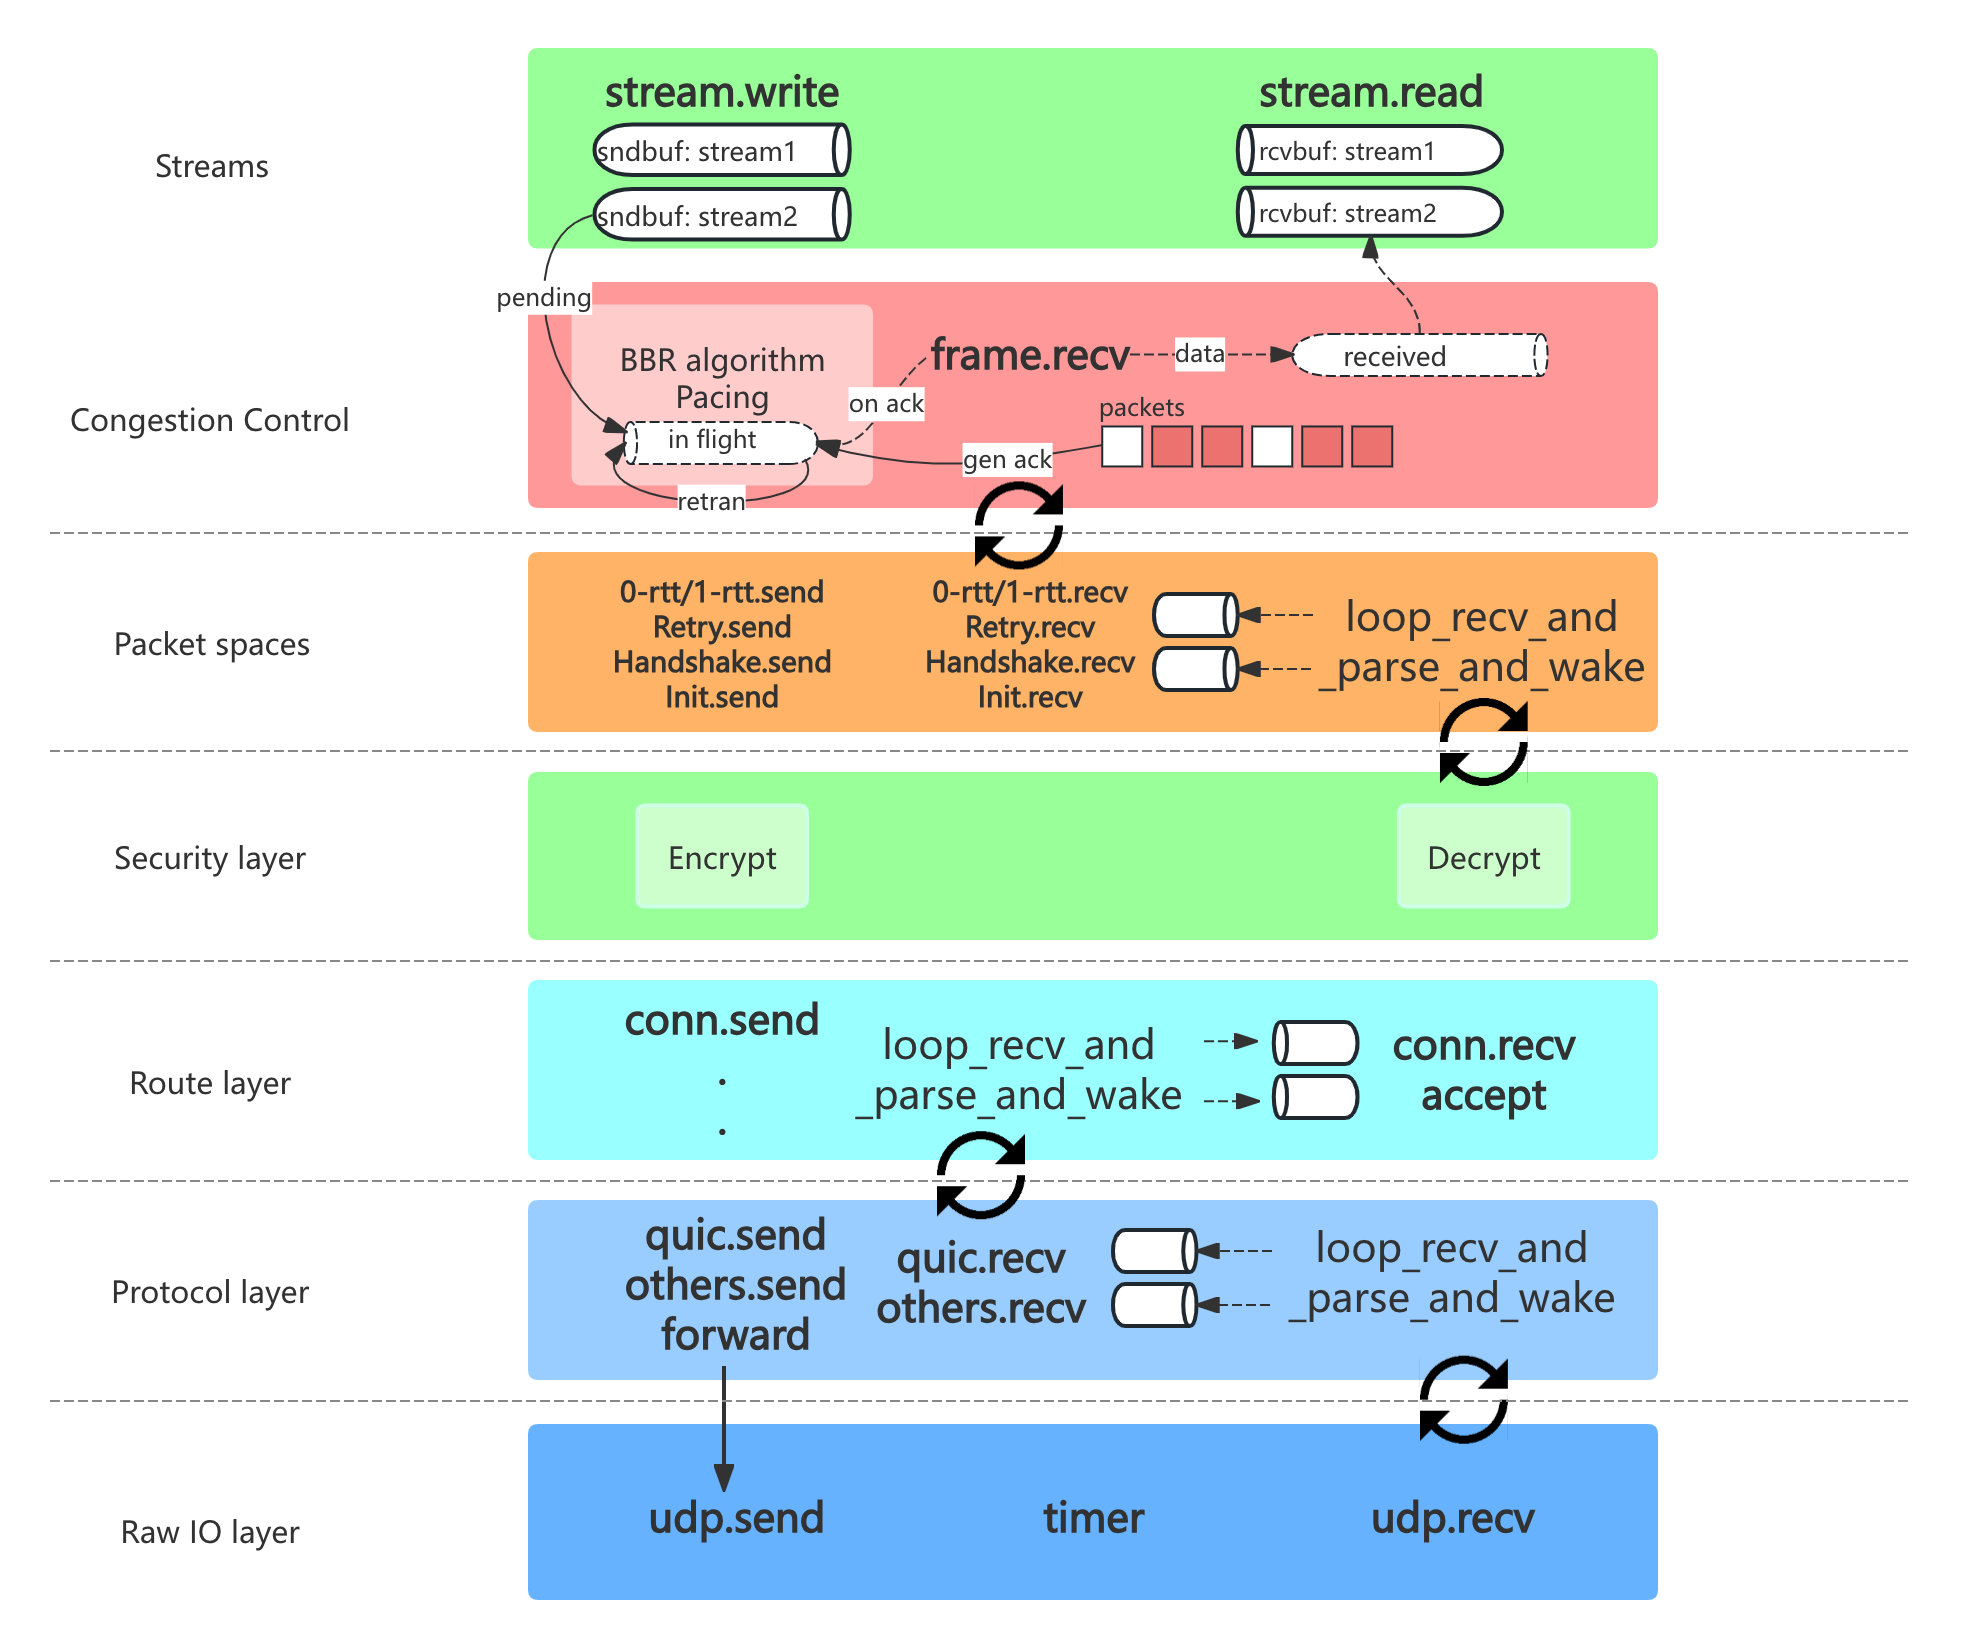 Streams
stream.write
stream.read
sndbuf: stream1
rcvbuf: stream1
sndbuf: stream2
rcvbuf: stream2
pending
Congestion Control
BBR algorithm
Pacing
in flight
retran
on ack
frame.recv
data
received
packets
gen ack
Packet spaces
0-rtt/1-rtt.send
Retry.send
Handshake.send
Init.send
0-rtt/1-rtt.recv
Retry.recv
Handshake.recv
Init.recv
loop_recv_and
_parse_and_wake
Security layer
Encrypt
Decrypt
Route layer
conn.send
.
.
loop_recv_and
_parse_and_wake
conn.recv
accept
Protocol layer
quic.send
others.send
forward
quic.recv
others.recv
loop_recv_and
_parse_and_wake
Raw IO layer
udp.send
timer
udp.recv